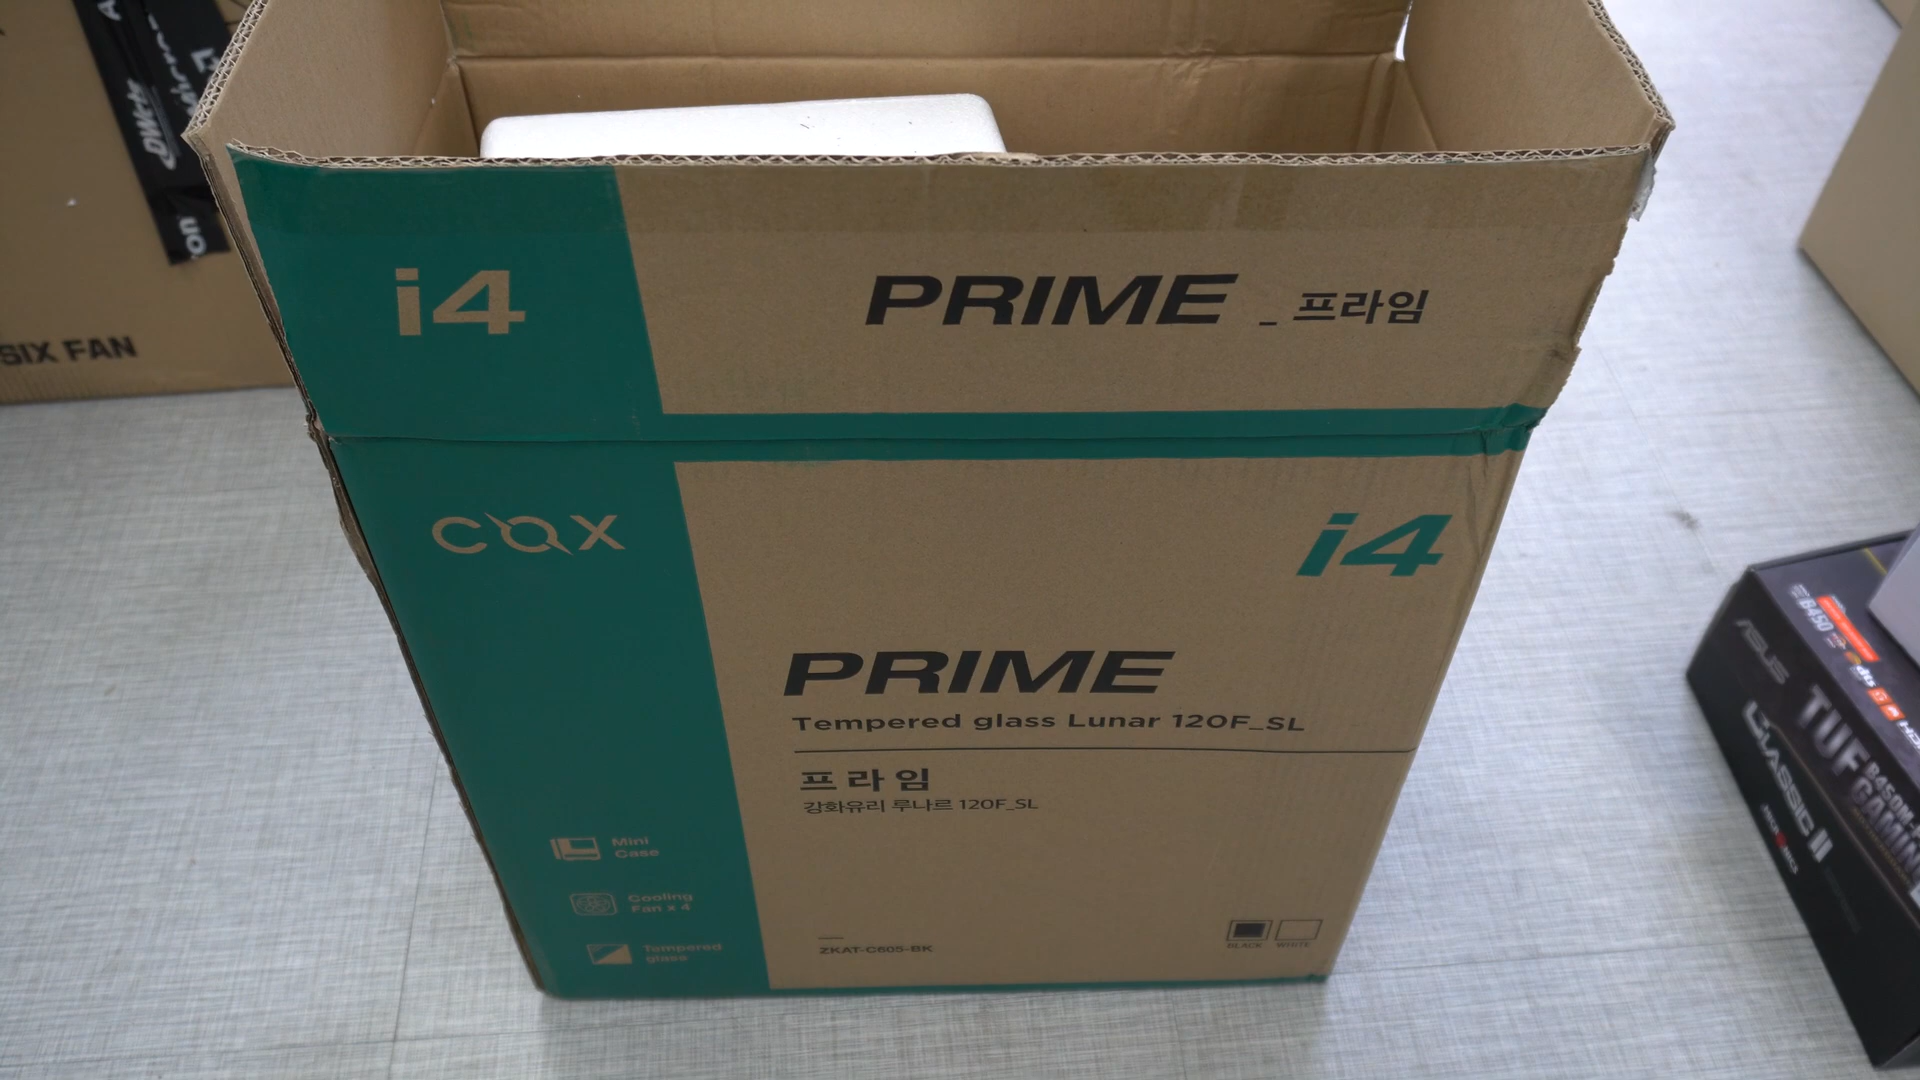 SIX FAN
i4
PRIME _ 프라임
COX
i4
PRIME
Tempered glass Lunar 120F_SL
프라임
강화유리 루나르 120F_SL
Mini
Case
Cooling
Fan x 4
Tempered
glass
ZKAT-C605-BK
BLACK WHITE
ASUS
B450
dts
TUF
GAMING
CLASSIC II